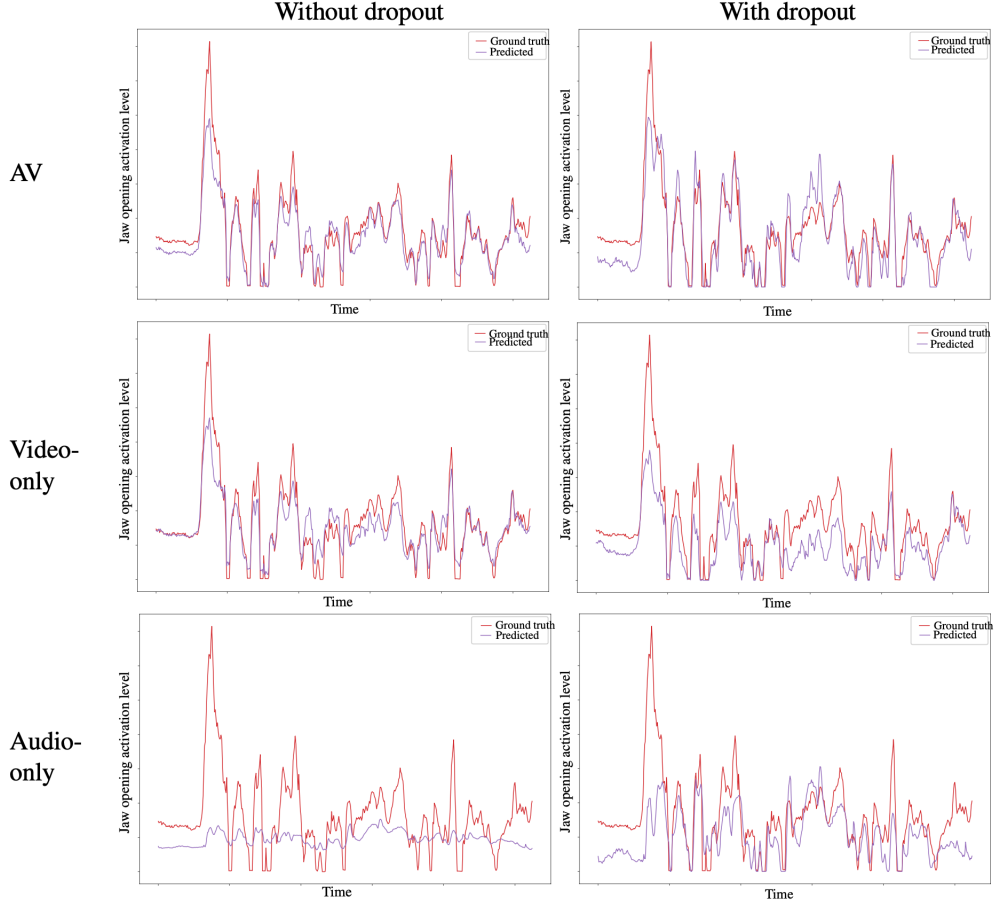 Without dropout
With dropout
AV
Jaw opening activation level
Ground truth
Predicted
Time
Jaw opening activation level
Ground truth
Predicted
Time
Video-
only
Jaw opening activation level
Ground truth
Predicted
Time
Jaw opening activation level
Ground truth
Predicted
Time
Audio-
only
Jaw opening activation level
Ground truth
Predicted
Time
Jaw opening activation level
Ground truth
Predicted
Time